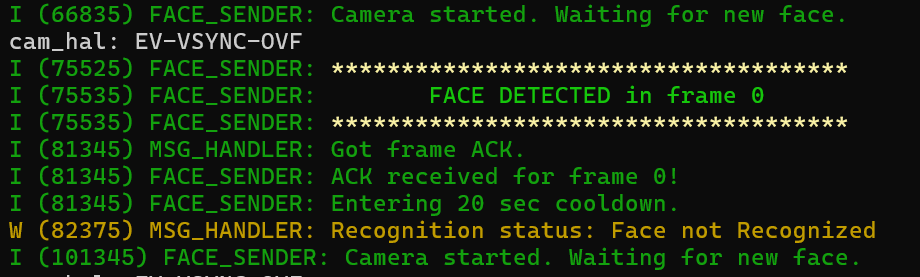 I (66835) FACE_SENDER: Camera started. Waiting for new face.
cam_hal: EV-VSYNC-OVF
I (75525) FACE_SENDER: *************************************
I (75535) FACE_SENDER:        FACE DETECTED in frame 0
I (75535) FACE_SENDER: *************************************
I (81345) MSG_HANDLER: Got frame ACK.
I (81345) FACE_SENDER: ACK received for frame 0!
I (81345) FACE_SENDER: Entering 20 sec cooldown.
W (82375) MSG_HANDLER: Recognition status: Face not Recognized
I (101345) FACE_SENDER: Camera started. Waiting for new face.